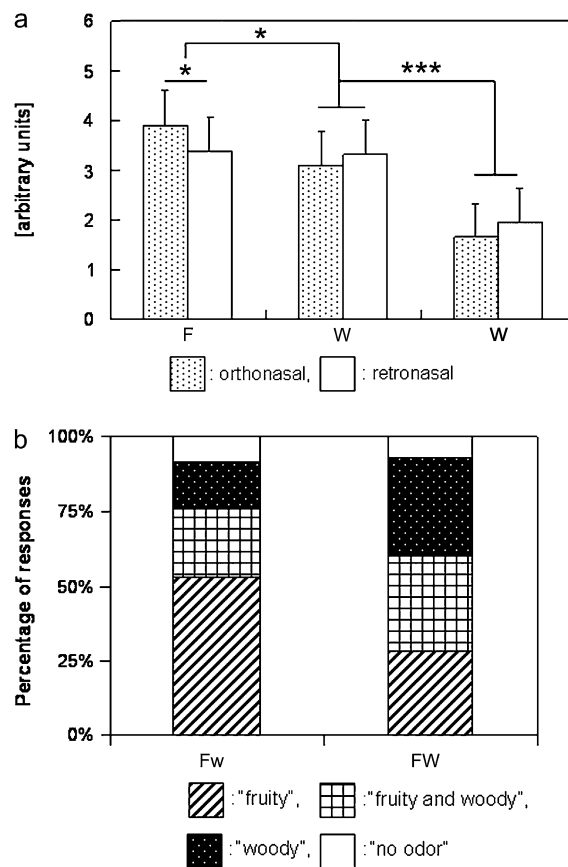 a
6
5
4
3
2
1
0
[arbitrary units]
*
*
***
F W W
: orthonasal, : retronasal
b
100%
75%
50%
25%
0%
Percentage of responses
Fw FW
:"fruity", :"fruity and woody",
:"woody", :"no odor"